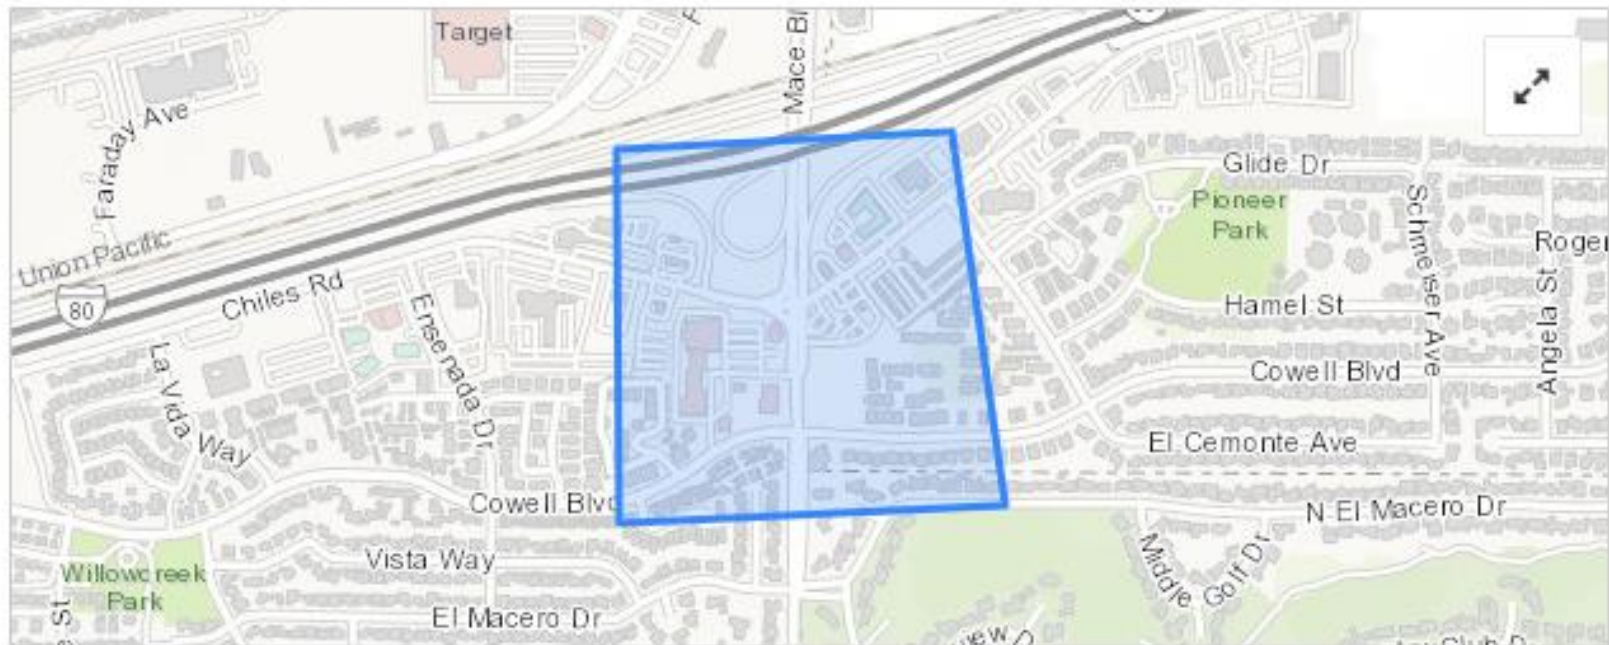 Target
Mace Bl
Faraday Ave
Glide Dr
Pioneer
Park
Schmeiser Ave
Union Pacific
Roger
80
Chiles Rd
Ensenada Dr
Hamel St
Angela St
La Vida Way
Cowell Blvd
El Cemonte Ave
Cowell Blvd
N El Macero Dr
Vista Way
Middle
Golf Dr
Willowcreek
Park
El Macero Dr
St
iew D